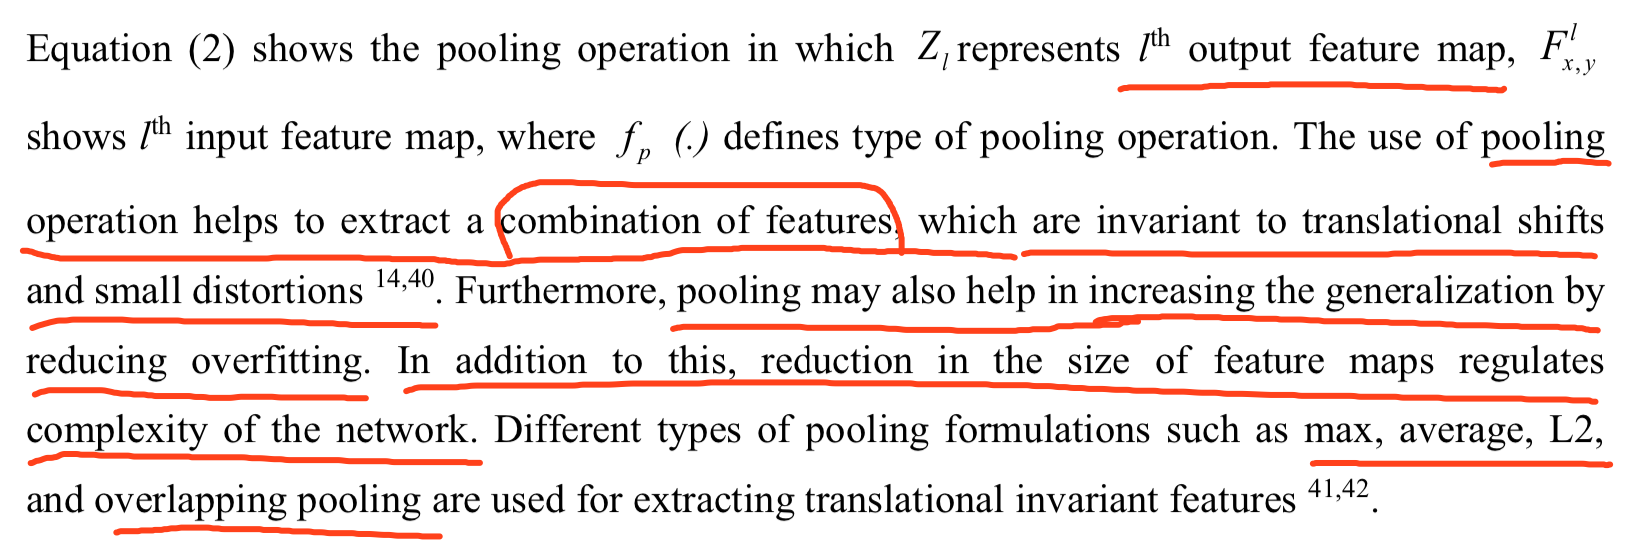 Equation (2) shows the pooling operation in which Z_l represents l^th output feature map, F^l_x,y
shows l^th input feature map, where f_p (.) defines type of pooling operation. The use of pooling
operation helps to extract a combination of features, which are invariant to translational shifts
and small distortions 14,40. Furthermore, pooling may also help in increasing the generalization by
reducing overfitting. In addition to this, reduction in the size of feature maps regulates
complexity of the network. Different types of pooling formulations such as max, average, L2,
and overlapping pooling are used for extracting translational invariant features 41,42.